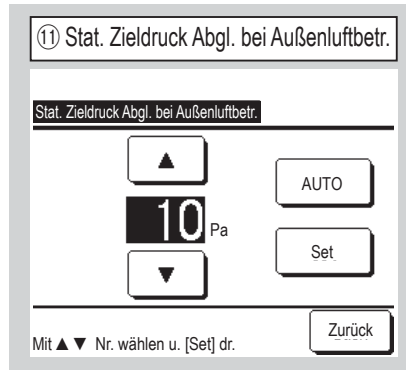 ⑪ Stat. Zieldruck Abgl. bei Außenluftbetr.
Stat. Zieldruck Abgl. bei Außenluftbetr.
▲
AUTO
10 Pa
Set
▼
Zurück
Mit ▲ ▼ Nr. wählen u. [Set] dr.